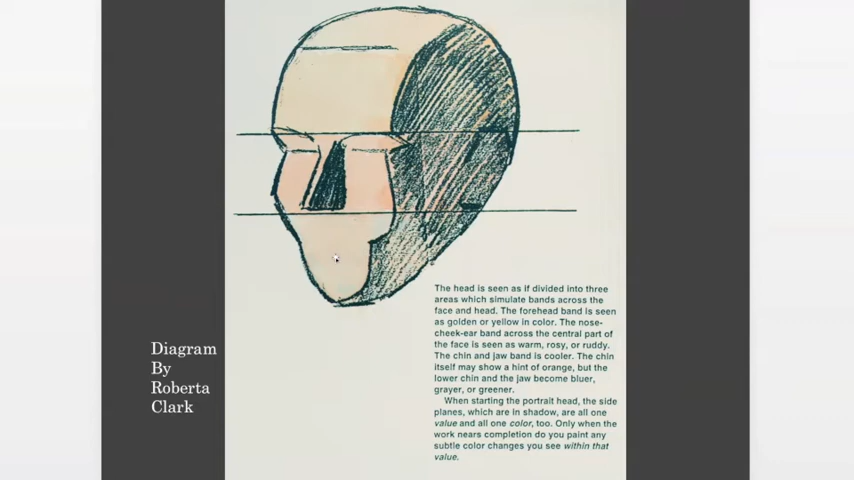 The head is seen as if divided into three
areas which simulate bands across the
face and head. The forehead band is seen
as golden or yellow in color. The nose-
cheek-ear band across the central part of
the face is seen as warm, rosy, or ruddy.
The chin and jaw band is cooler. The chin
itself may show a hint of orange, but the
lower chin and the jaw become bluer,
grayer, or greener.
When starting the portrait head, the side
planes, which are in shadow, are all one
value and all one color, too. Only when the
work nears completion do you paint any
subtle color changes you see within that
value.
Diagram
By
Roberta
Clark